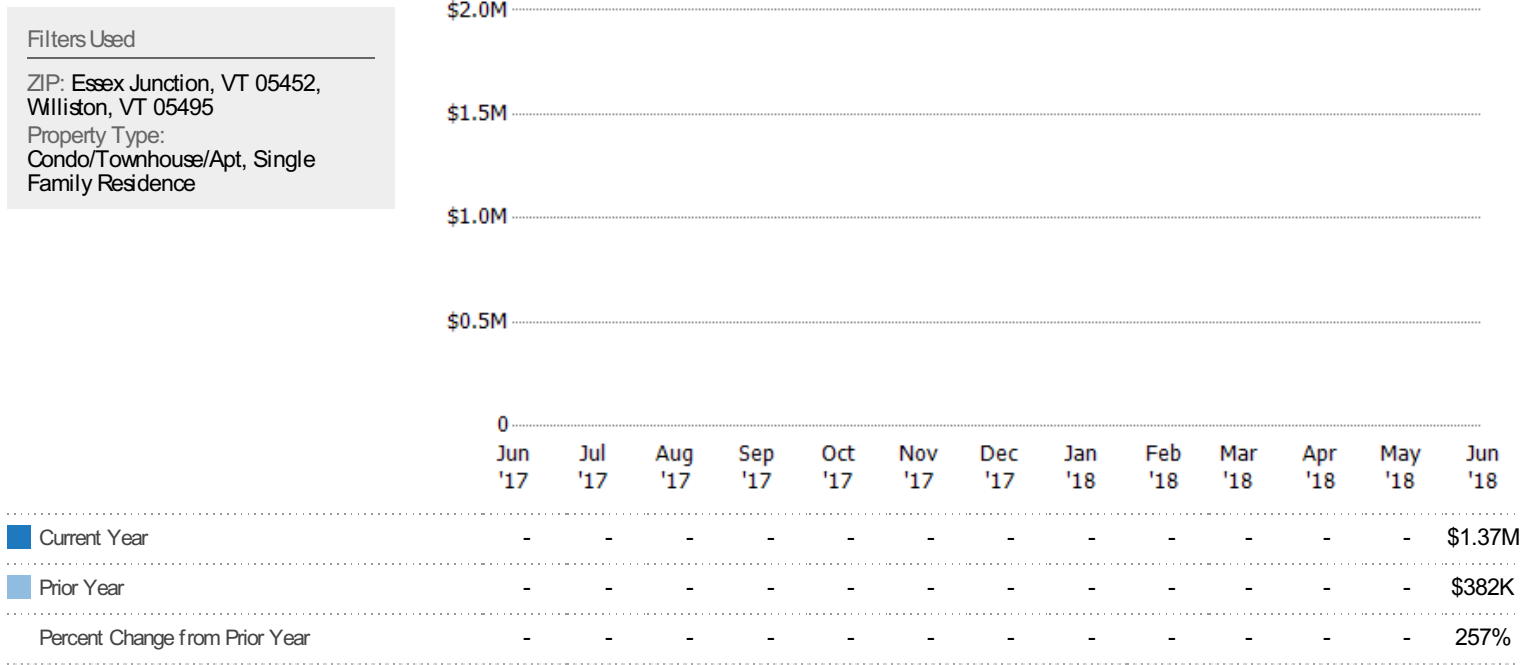 Filters Used
ZIP: Essex Junction, VT 05452,
Williston, VT 05495
Property Type:
Condo/Townhouse/Apt, Single
Family Residence
$2.0M
$1.5M
$1.0M
$0.5M
0
Jun Jul Aug Sep Oct Nov Dec Jan Feb Mar Apr May Jun
'17 '17 '17 '17 '17 '17 '17 '18 '18 '18 '18 '18 '18
Current Year - - - - - - - - - - - - $1.37M
Prior Year - - - - - - - - - - - - $382K
Percent Change from Prior Year - - - - - - - - - - - - 257%